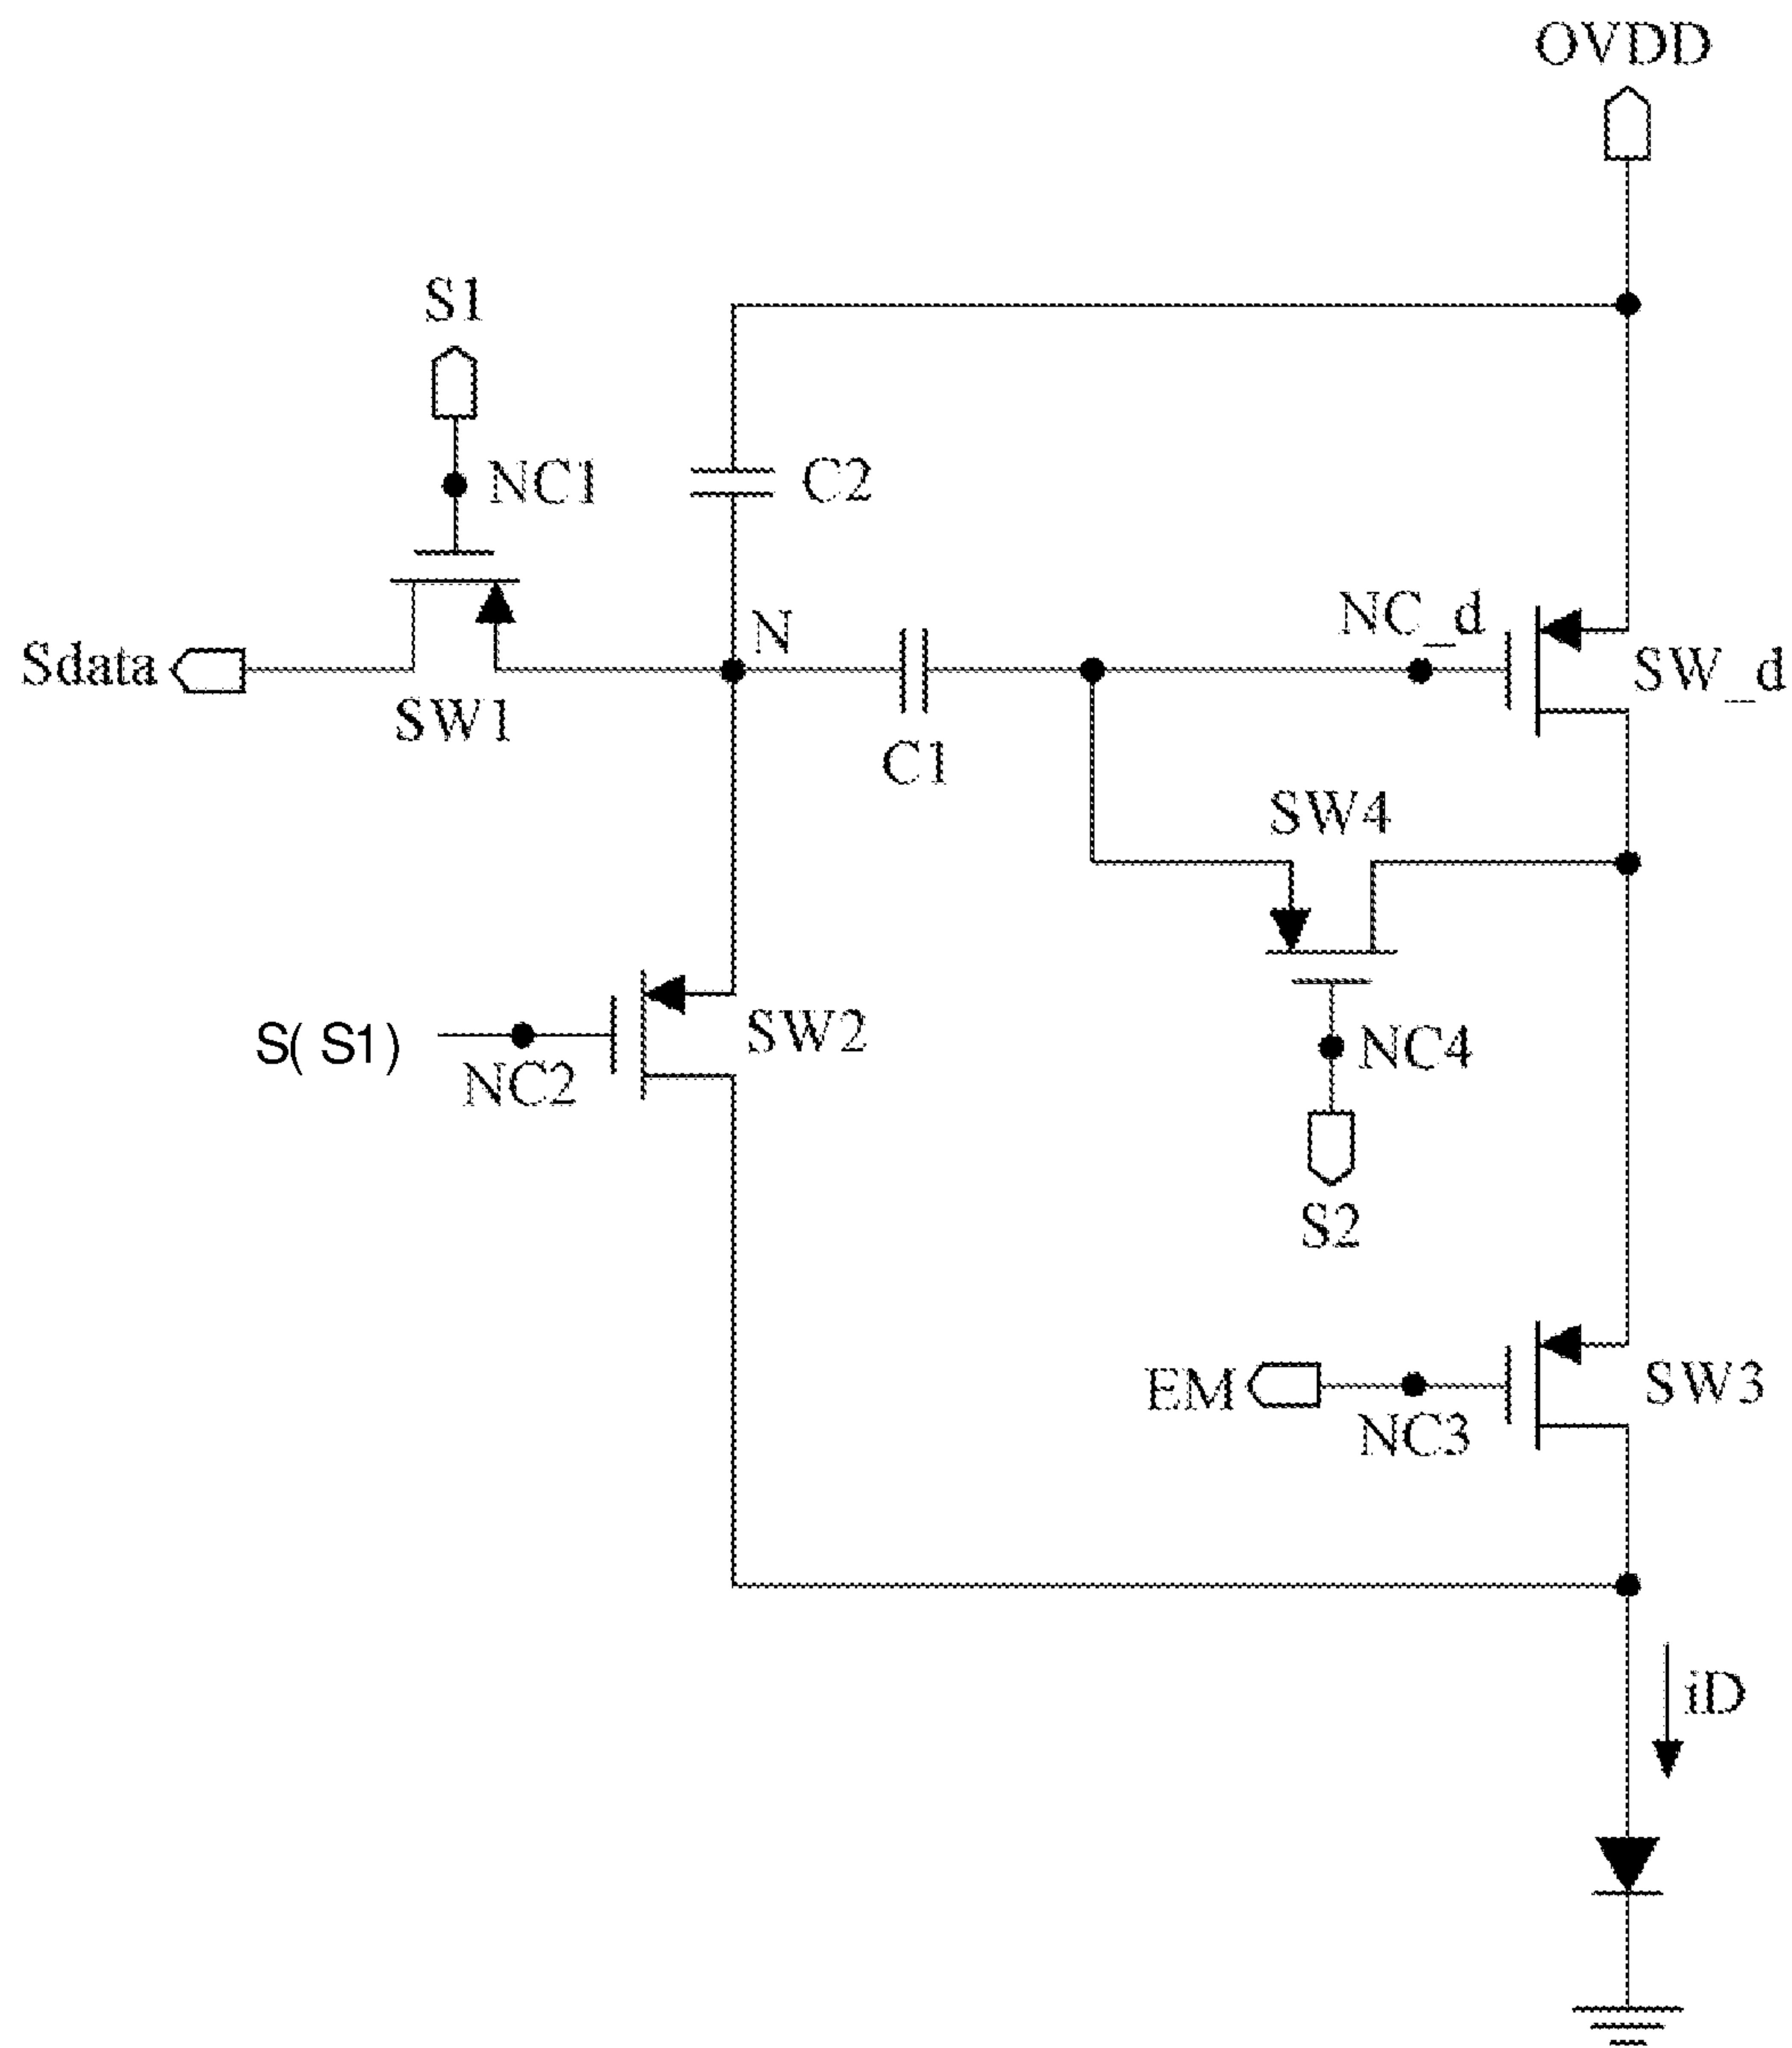 OVDD
S1
NC1
C2
N
NC_d
Sdata
SW_d
SW1
C1
SW4
S( S1)
NC2
SW2
NC4
S2
EM
NC3
SW3
iD